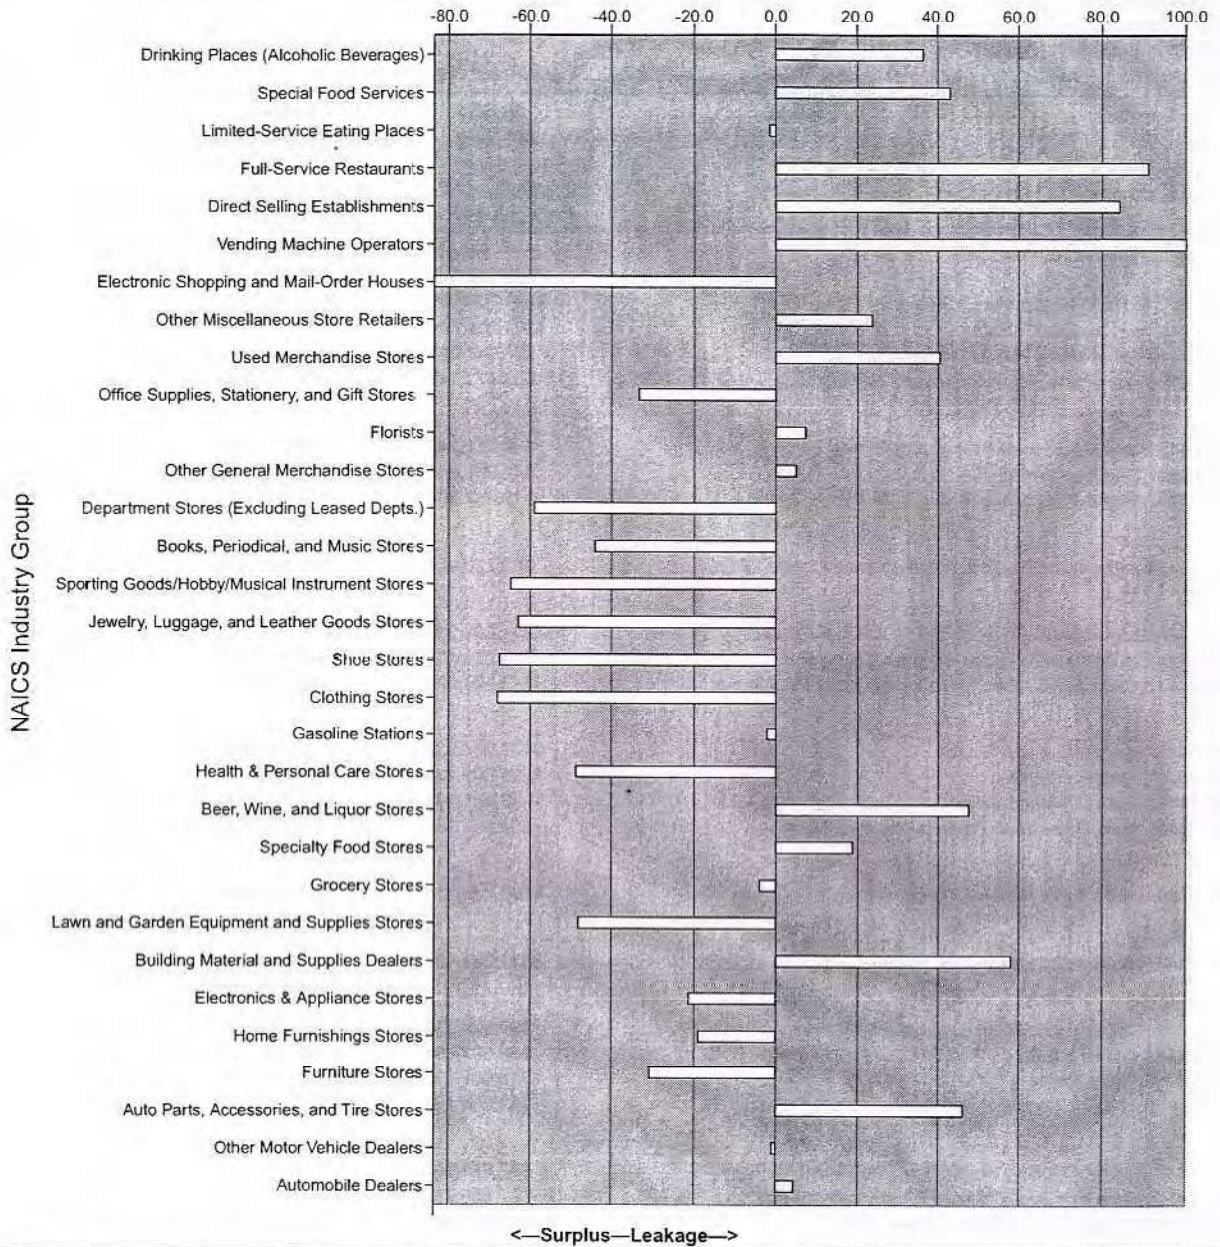 -80.0 -60.0 -40.0 -20.0 0.0 20.0 40.0 60.0 80.0 100.0
Drinking Places (Alcoholic Beverages)
Special Food Services
Limited-Service Eating Places
Full-Service Restaurants
Direct Selling Establishments
Vending Machine Operators
Electronic Shopping and Mail-Order Houses
Other Miscellaneous Store Retailers
Used Merchandise Stores
Office Supplies, Stationery, and Gift Stores
Florists
Other General Merchandise Stores
Department Stores (Excluding Leased Depts.)
Books, Periodical, and Music Stores
Sporting Goods/Hobby/Musical Instrument Stores
Jewelry, Luggage, and Leather Goods Stores
Shoe Stores
Clothing Stores
Gasoline Stations
Health & Personal Care Stores
Beer, Wine, and Liquor Stores
Specialty Food Stores
Grocery Stores
Lawn and Garden Equipment and Supplies Stores
Building Material and Supplies Dealers
Electronics & Appliance Stores
Home Furnishings Stores
Furniture Stores
Auto Parts, Accessories, and Tire Stores
Other Motor Vehicle Dealers
Automobile Dealers
NAICS Industry Group
<—Surplus—Leakage—>